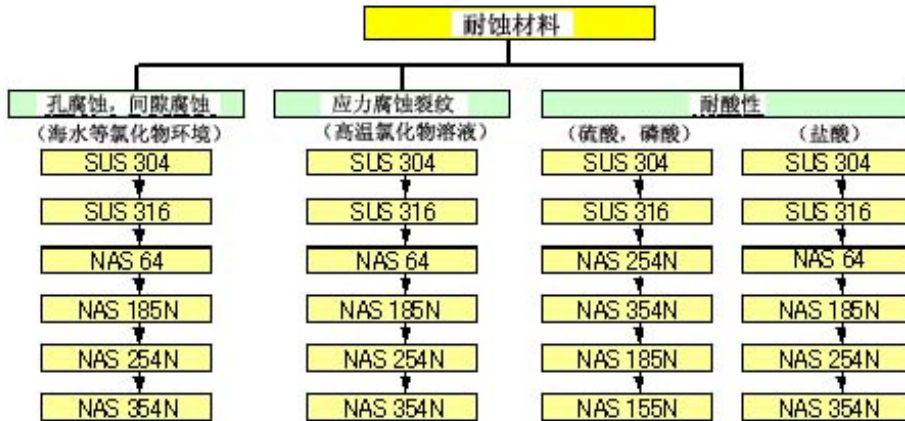 耐蚀材料
孔腐蚀，间隙腐蚀
应力腐蚀裂纹
耐酸性
（海水等氯化物环境）
（高温氯化物溶液）
（硫酸，磷酸）
（盐酸）
SUS 304
SUS 304
SUS 304
SUS 304
SUS 316
SUS 316
SUS 316
SUS 316
NAS 64
NAS 64
NAS 254N
NAS 64
NAS 185N
NAS 185N
NAS 354N
NAS 185N
NAS 254N
NAS 254N
NAS 185N
NAS 254N
NAS 354N
NAS 354N
NAS 155N
NAS 354N